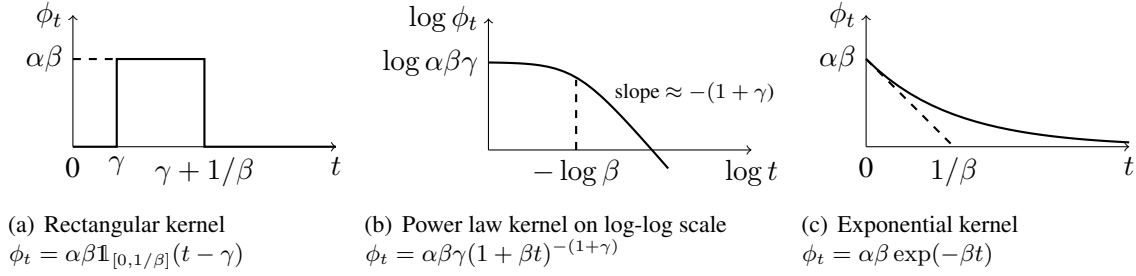 ϕ_t
αβ
0
γ
γ + 1/β
t
log ϕ_t
log αβγ
slope ≈ −(1 + γ)
− log β
log t
ϕ_t
αβ
0
1/β
t
(a) Rectangular kernel
ϕ_t = αβ𝟙_{[0,1/β]}(t − γ)
(b) Power law kernel on log-log scale
ϕ_t = αβγ(1 + βt)^{−(1+γ)}
(c) Exponential kernel
ϕ_t = αβ exp(−βt)